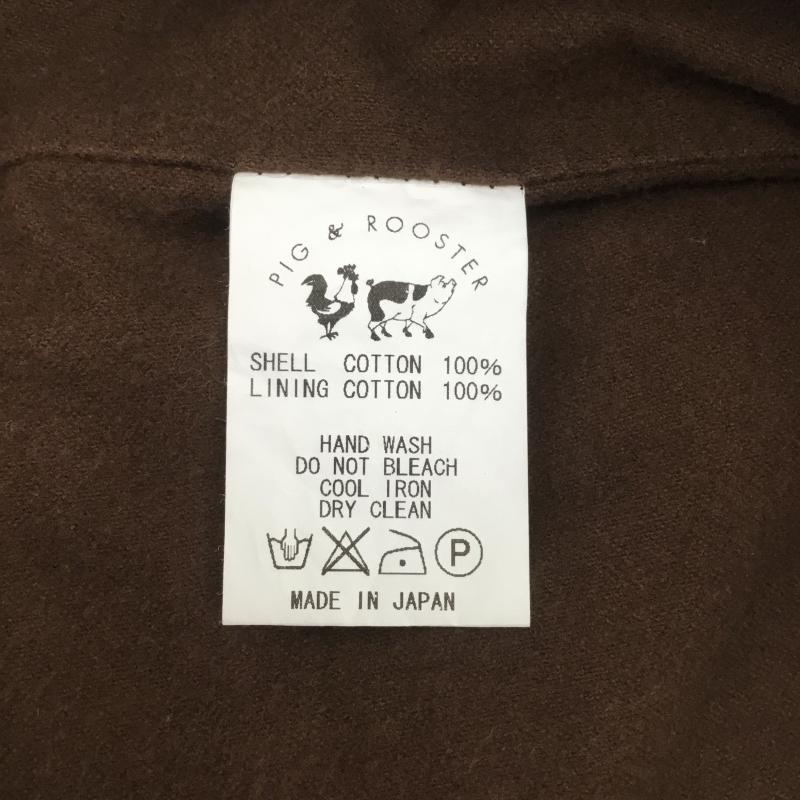 PIG & ROOSTER
SHELL COTTON 100%
LINING COTTON 100%
HAND WASH
DO NOT BLEACH
COOL IRON
DRY CLEAN
P
MADE IN JAPAN